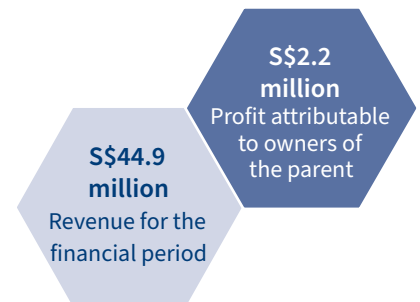 S$2.2
million
Profit attributable
to owners of
the parent
S$44.9
million
Revenue for the
financial period